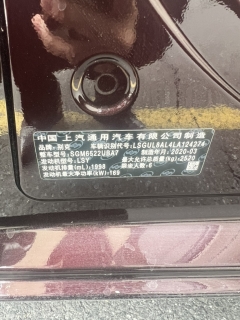 中国 上汽通用汽车有限公司制造
品牌:别克 车辆识别代号:LSGUL8AL4LA124274
整车型号:SGM6522UBA7 制造年月:2020-03
发动机型号:LSY 最大允许总质量(kg):2520
发动机排量(mL):1998 乘坐人数:6
发动机最大净功率(kW):169